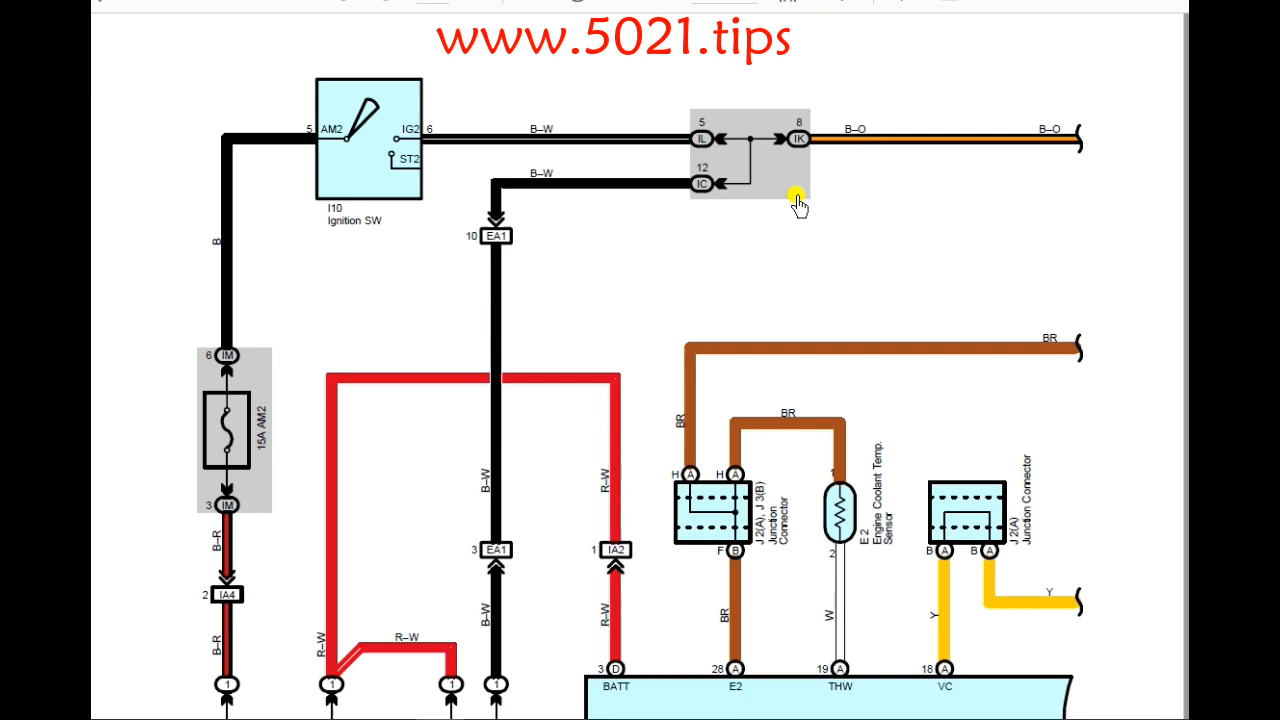 www.5021.tips
5 AM2 IG2 6
ST2
I10
Ignition SW
B–W
5
IL
8
IK
B–O
B–O
12
IC
B–W
10 EA1
B
6 IM
15A AM2
3 IM
B–R
2 IA4
B–R
1
R–W
R–W
1
1
B–W
3 EA1
B–W
1
R–W
1 IA2
R–W
3 D
BATT
BR
BR
BR
H A
H A
J 2(A), J 3(B)
Junction
Connector
F B
BR
28 A
E2
1
E 2
Engine Coolant Temp.
Sensor
2
W
19 A
THW
J 2(A)
Junction Connector
B A
B A
Y
Y
18 A
VC